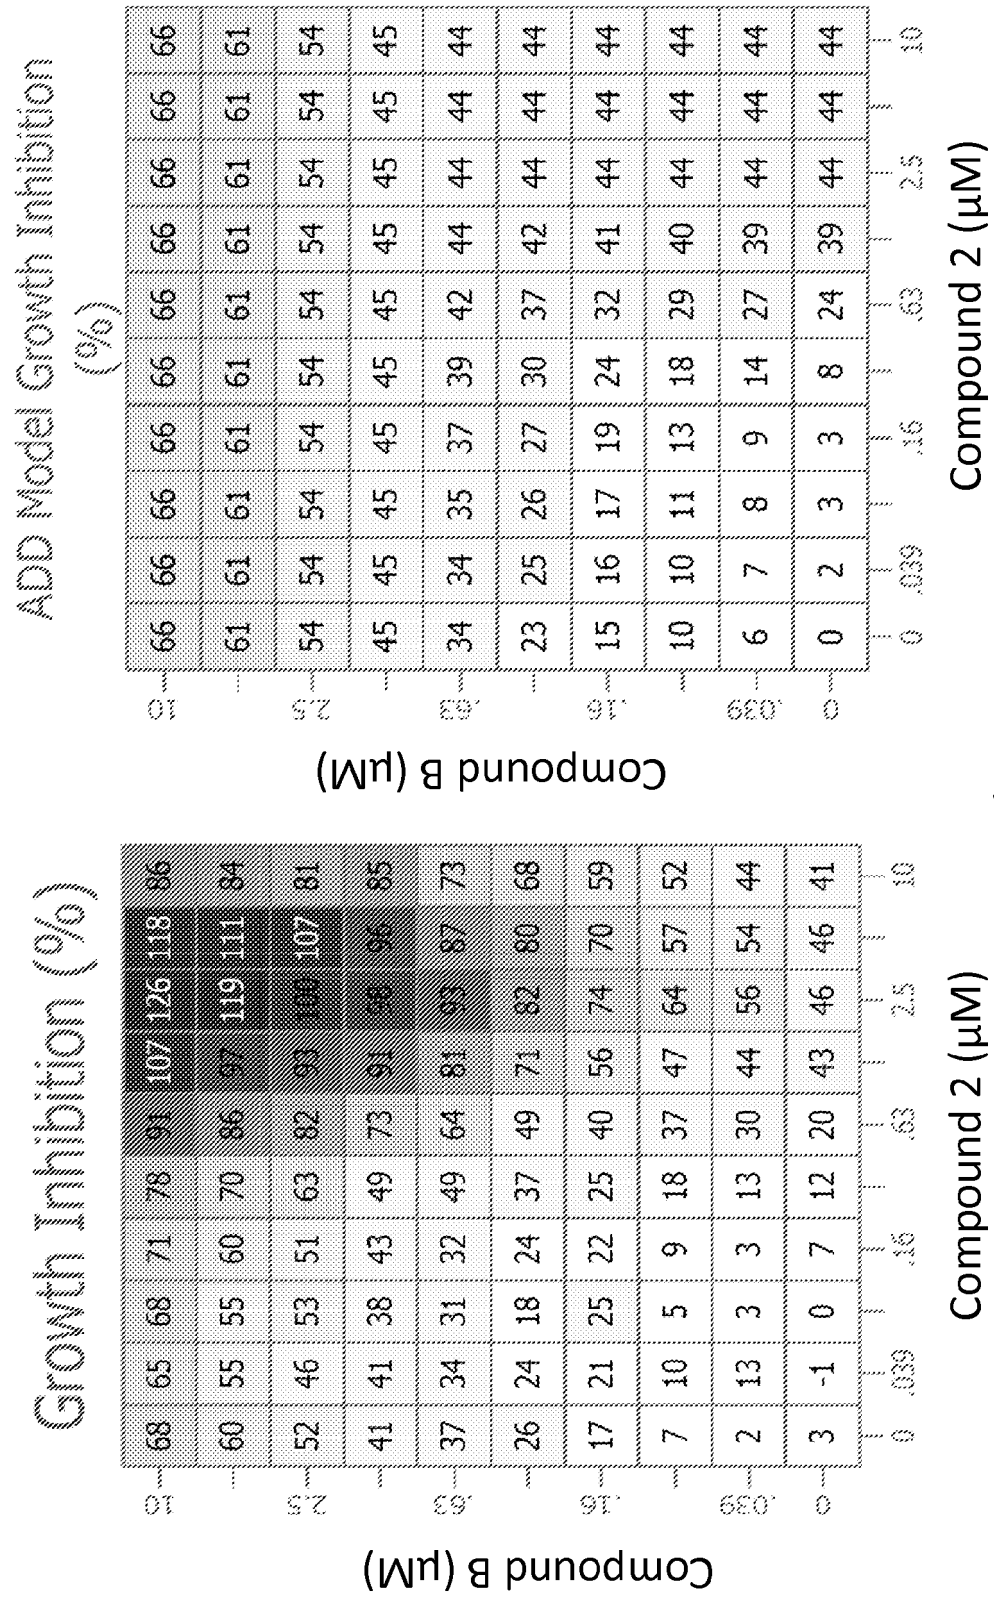 Growth Inhibition (%)
Compound B (µM)
10 68 65 68 71 78 91 107 126 118 86
60 55 55 60 70 86 97 119 111 84
2.5 52 46 53 51 63 82 93 100 107 81
41 41 38 43 49 73 91 98 96 85
.63 37 34 31 32 49 64 81 93 87 73
26 24 18 24 37 49 71 82 80 68
.16 17 21 25 22 25 40 56 74 70 59
7 10 5 9 18 37 47 64 57 52
.039 2 13 3 3 13 30 44 56 54 44
0 3 -1 0 7 12 20 43 46 46 41
0 .039 .16 .63 2.5 10
Compound 2 (µM)
ADD Model Growth Inhibition
(%)
Compound B (µM)
10 66 66 66 66 66 66 66 66 66 66
61 61 61 61 61 61 61 61 61 61
2.5 54 54 54 54 54 54 54 54 54 54
45 45 45 45 45 45 45 45 45 45
.63 34 34 35 37 39 42 44 44 44 44
23 25 26 27 30 37 42 44 44 44
.16 15 16 17 19 24 32 41 44 44 44
10 10 11 13 18 29 40 44 44 44
.039 6 7 8 9 14 27 39 44 44 44
0 0 2 3 3 8 24 39 44 44 44
0 .039 .16 .63 2.5 10
Compound 2 (µM)